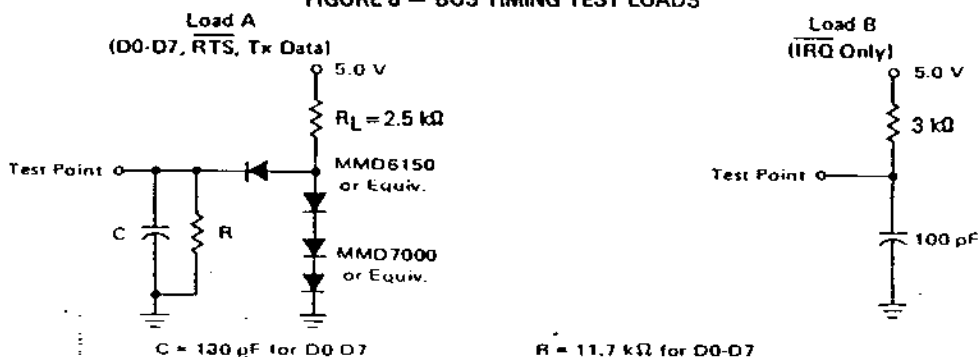 FIGURE 8 — BUS TIMING TEST LOADS
Load A
(D0-D7, RTS, Tx Data)
5.0 V
RL = 2.5 kΩ
Test Point
MMD6150
or Equiv.
C
R
MMD7000
or Equiv.
C = 130 pF for D0-D7
Load B
(IRQ Only)
5.0 V
3 kΩ
Test Point
100 pF
R = 11.7 kΩ for D0-D7